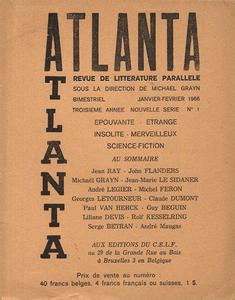 ATLANTA
ATLANTA
REVUE DE LITTERATURE PARALLELE
SOUS LA DIRECTION DE MICHAEL GRAYN
BIMESTRIEL JANVIER-FEVRIER 1966
TROISIEME ANNEE NOUVELLE SERIE N° 1
EPOUVANTE - ETRANGE
INSOLITE - MERVEILLEUX
SCIENCE-FICTION
AU SOMMAIRE
Jean RAY - John FLANDERS
Michaël GRAYN - Jean-Marie LE SIDANER
André LEGIER - Michel FERON
Georges LETOURNEUR - Claude DUMONT
Paul VAN HERCK - Guy BEGUIN
Liliane DEVIS - Rolf KESSELRING
Serge BETRAN - André Maugas
AUX EDITIONS DU C.E.L.F.
au 29 de la Grande Rue au Bois
à Bruxelles 3 en Belgique
Prix de vente au numéro
40 francs belges. 4 francs français ou suisses, 1 $.